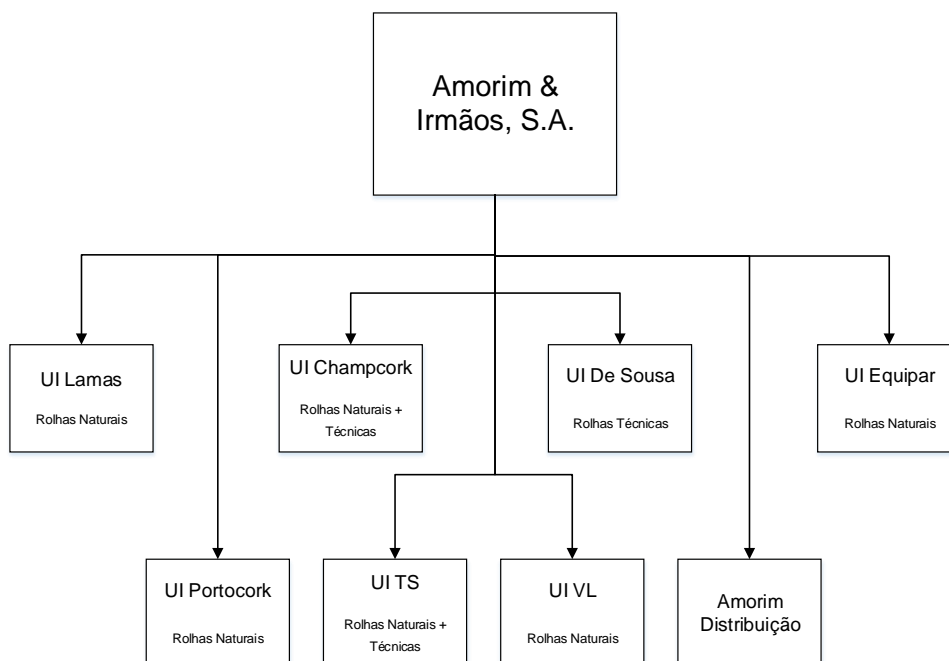 Amorim &
Irmãos, S.A.
UI Lamas
Rolhas Naturais
UI Champcork
Rolhas Naturais +
Técnicas
UI De Sousa
Rolhas Técnicas
UI Equipar
Rolhas Naturais
UI Portocork
Rolhas Naturais
UI TS
Rolhas Naturais +
Técnicas
UI VL
Rolhas Naturais
Amorim
Distribuição